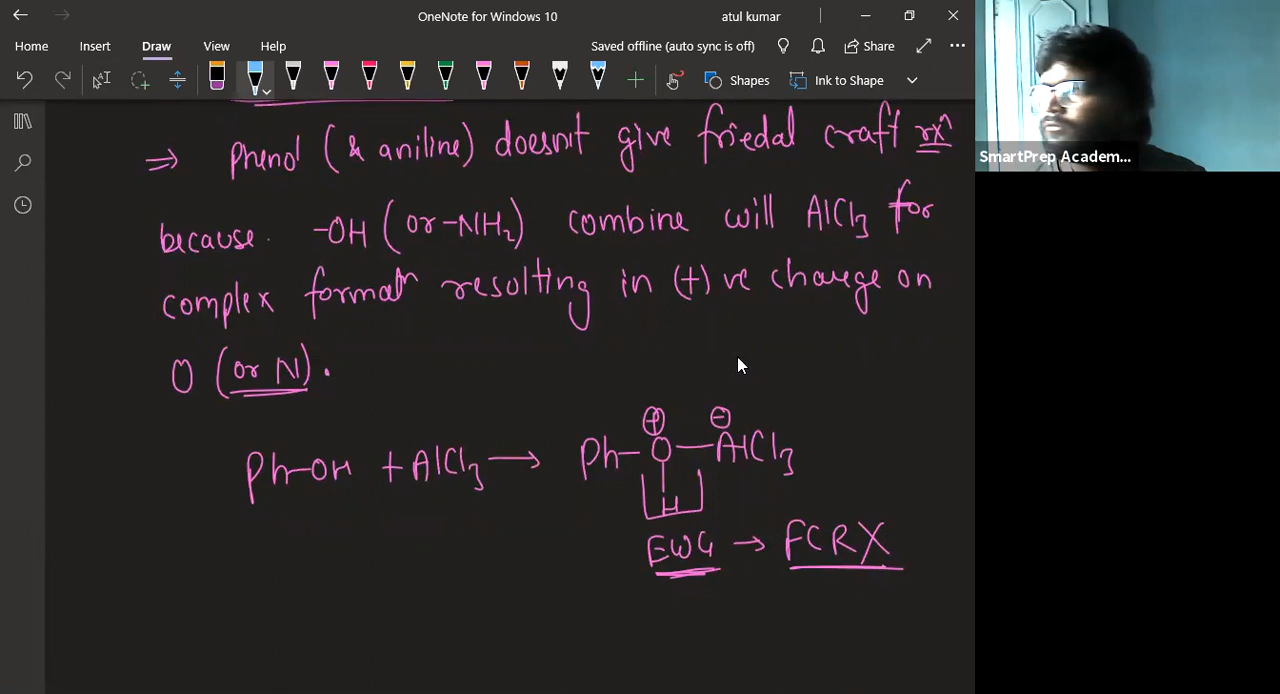 OneNote for Windows 10
atul kumar
Home Insert Draw View Help
Saved offline (auto sync is off)
Share
Shapes
Ink to Shape
SmartPrep Academ...
⇒ Phenol (& aniline) doesn't give friedal craft rxⁿ
because -OH (or -NH₂) combine will AlCl₃ for
complex formatⁿ resulting in (+) ve charge on
O (or N).
Ph-OH + AlCl₃ → Ph-O-AlCl₃
⊕ ⊖
H
EWG → FCRX